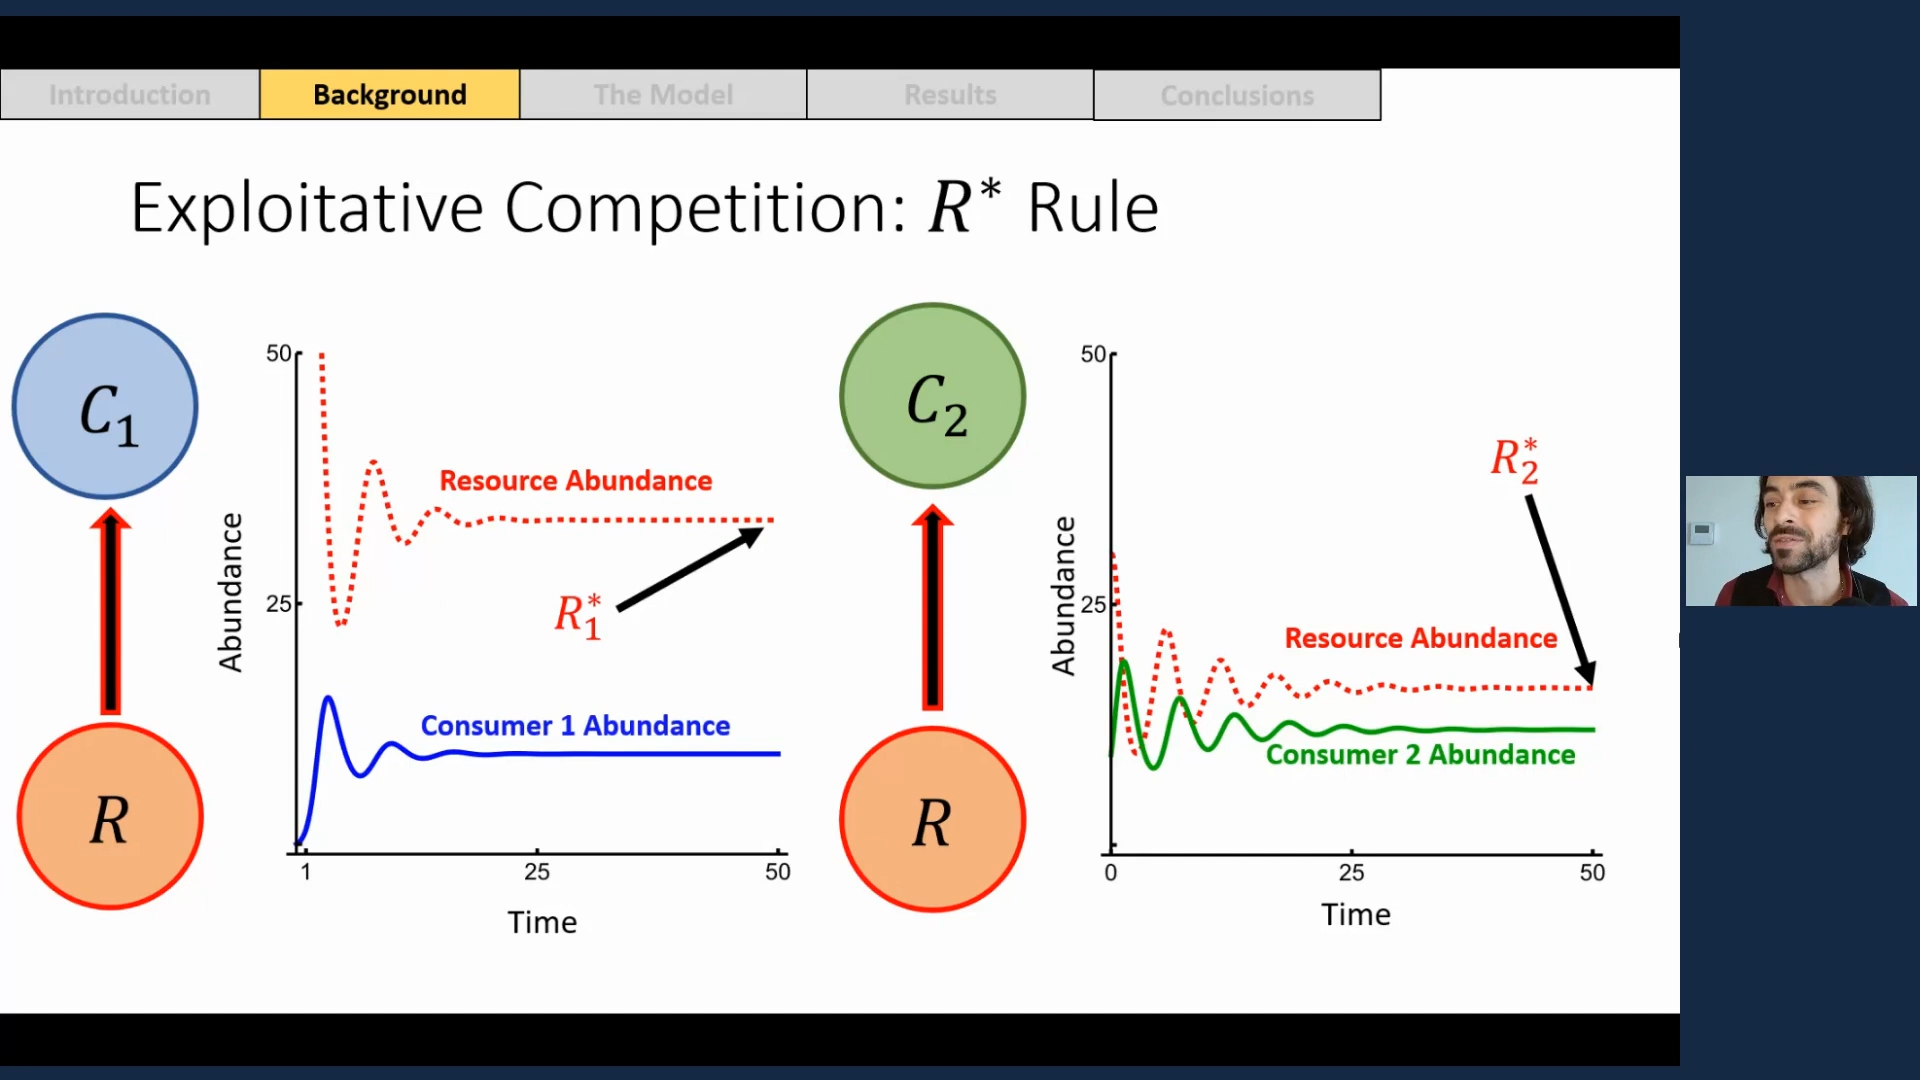 Introduction
Background
The Model
Results
Conclusions
Exploitative Competition: R* Rule
C₁
R
50
25
Abundance
Resource Abundance
R₁*
Consumer 1 Abundance
1
25
50
Time
C₂
R
50
25
Abundance
R₂*
Resource Abundance
Consumer 2 Abundance
0
25
50
Time